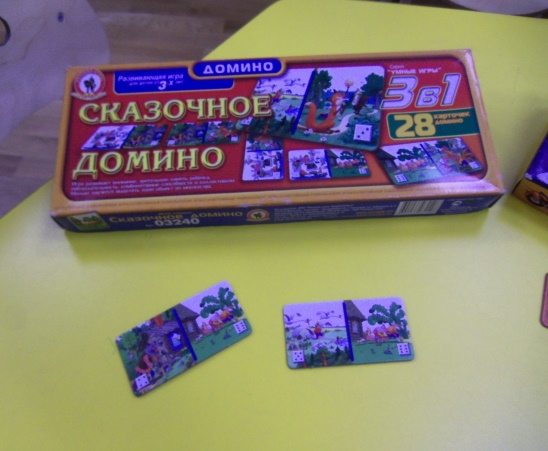 ДОМИНО
Развивающая игра
для детей от 3х лет
СКАЗОЧНОЕ
ДОМИНО
Серия
"УМНЫЕ ИГРЫ"
3 в 1
28 карточек
домино
Сказочное домино
03240